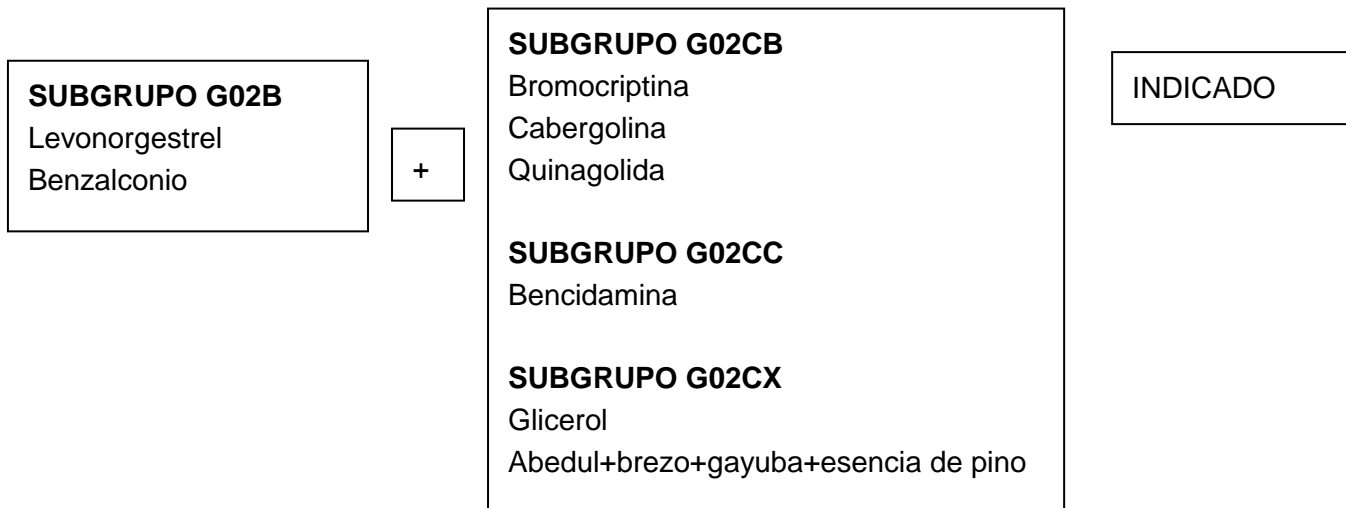 SUBGRUPO G02B
Levonorgestrel
Benzalconio
+
SUBGRUPO G02CB
Bromocriptina
Cabergolina
Quinagolida
SUBGRUPO G02CC
Bencidamina
SUBGRUPO G02CX
Glicerol
Abedul+brezo+gayuba+esencia de pino
INDICADO